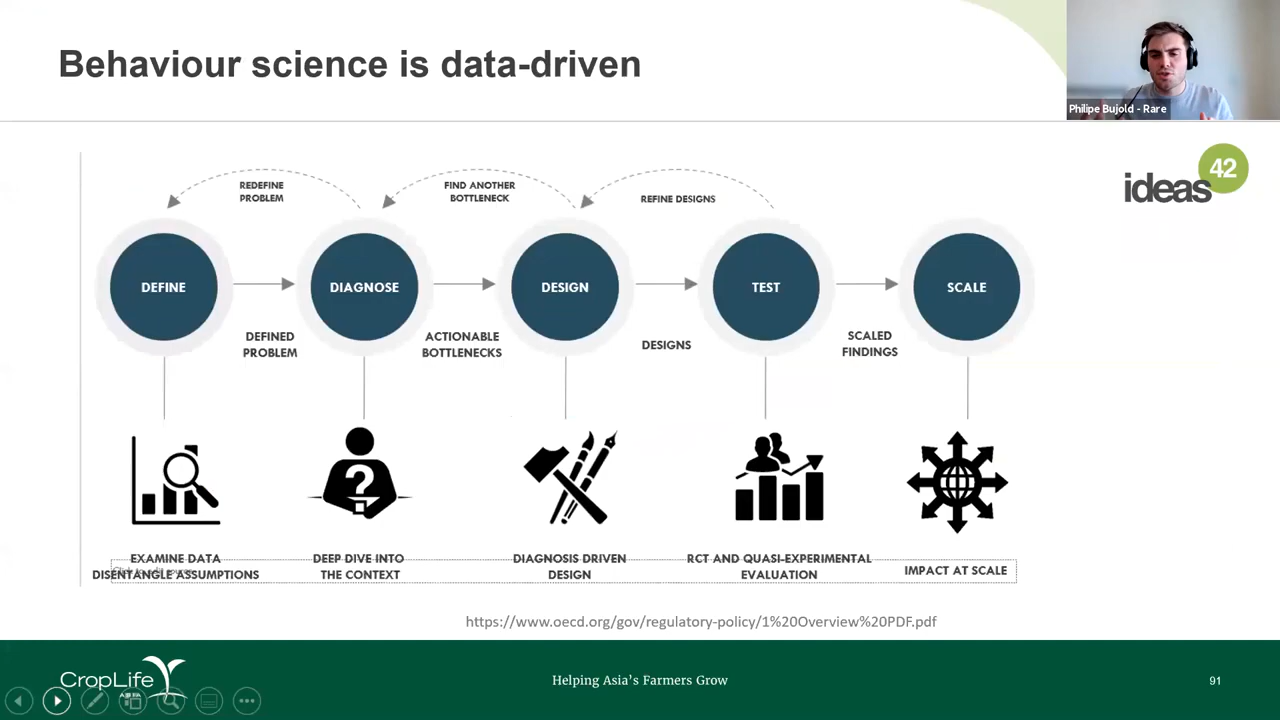 Behaviour science is data-driven
Philipe Bujold - Rare
ideas 42
REDEFINE
PROBLEM
FIND ANOTHER
BOTTLENECK
REFINE DESIGNS
DEFINE
DIAGNOSE
DESIGN
TEST
SCALE
DEFINED
PROBLEM
ACTIONABLE
BOTTLENECKS
DESIGNS
SCALED
FINDINGS
?
EXAMINE DATA
DISENTANGLE ASSUMPTIONS
DEEP DIVE INTO
THE CONTEXT
DIAGNOSIS DRIVEN
DESIGN
RCT AND QUASI-EXPERIMENTAL
EVALUATION
IMPACT AT SCALE
https://www.oecd.org/gov/regulatory-policy/1%20Overview%20PDF.pdf
CropLife
ASIA
Helping Asia's Farmers Grow
91